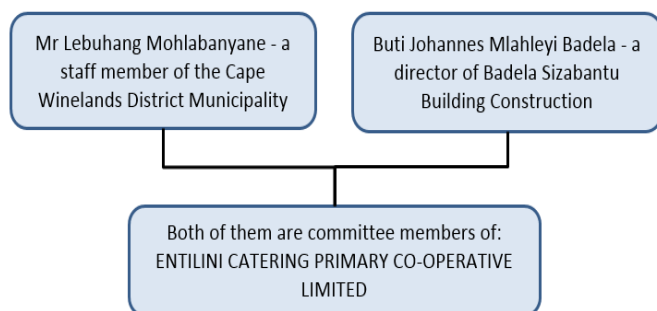 Mr Lebuhang Mohlabanyane - a
staff member of the Cape
Winelands District Municipality
Buti Johannes Mlahleyi Badela - a
director of Badela Sizabantu
Building Construction
Both of them are committee members of:
ENTILINI CATERING PRIMARY CO-OPERATIVE
LIMITED